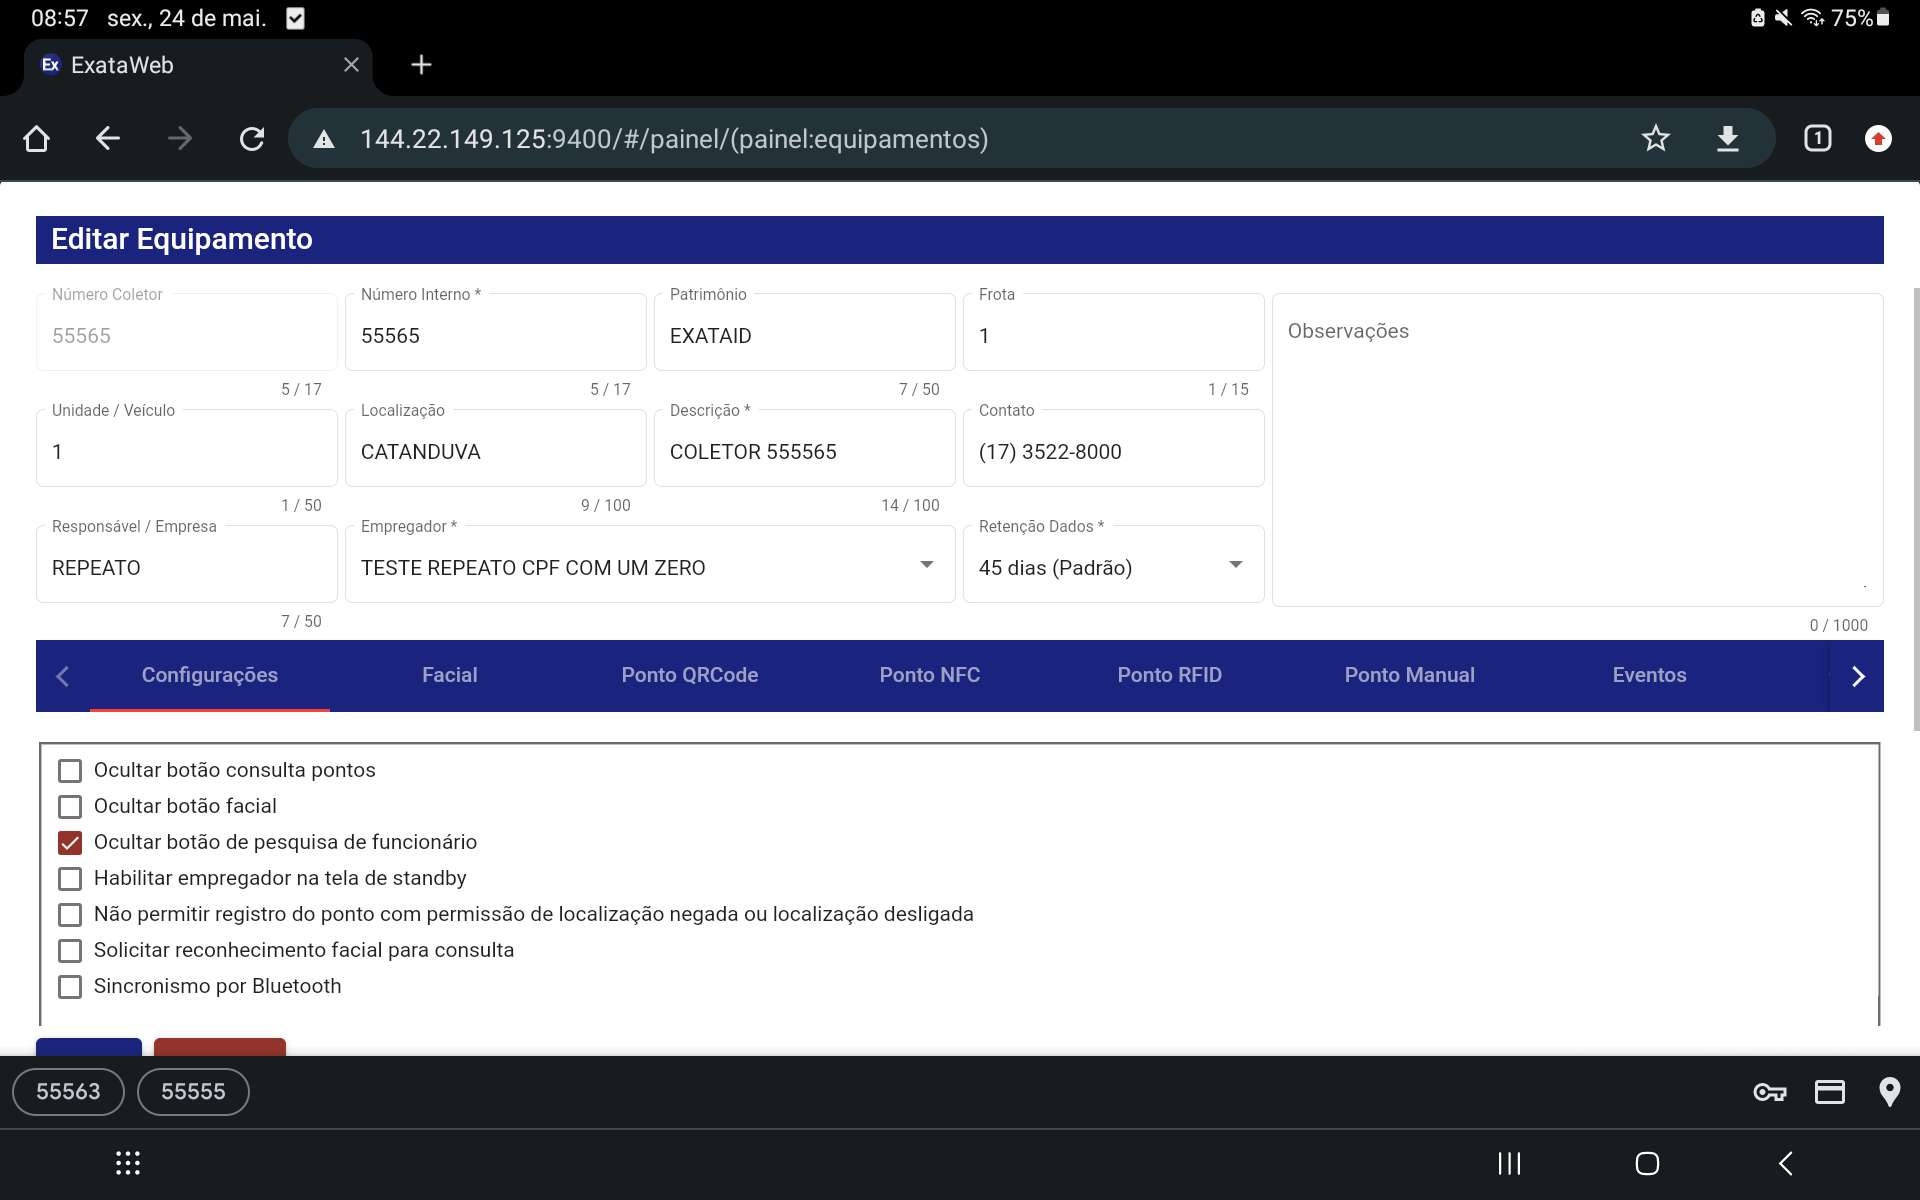 08:57 sex., 24 de mai. 75%
Ex ExataWeb
144.22.149.125:9400/#/painel/(painel:equipamentos) 1
Editar Equipamento
Número Coletor Número Interno * Patrimônio Frota
55565 55565 EXATAID 1 Observações
5 / 17 5 / 17 7 / 50 1 / 15
Unidade / Veículo Localização Descrição * Contato
1 CATANDUVA COLETOR 555565 (17) 3522-8000
1 / 50 9 / 100 14 / 100
Responsável / Empresa Empregador * Retenção Dados *
REPEATO TESTE REPEATO CPF COM UM ZERO 45 dias (Padrão)
7 / 50 0 / 1000
Configurações Facial Ponto QRCode Ponto NFC Ponto RFID Ponto Manual Eventos
Ocultar botão consulta pontos
Ocultar botão facial
Ocultar botão de pesquisa de funcionário
Habilitar empregador na tela de standby
Não permitir registro do ponto com permissão de localização negada ou localização desligada
Solicitar reconhecimento facial para consulta
Sincronismo por Bluetooth
55563 55555